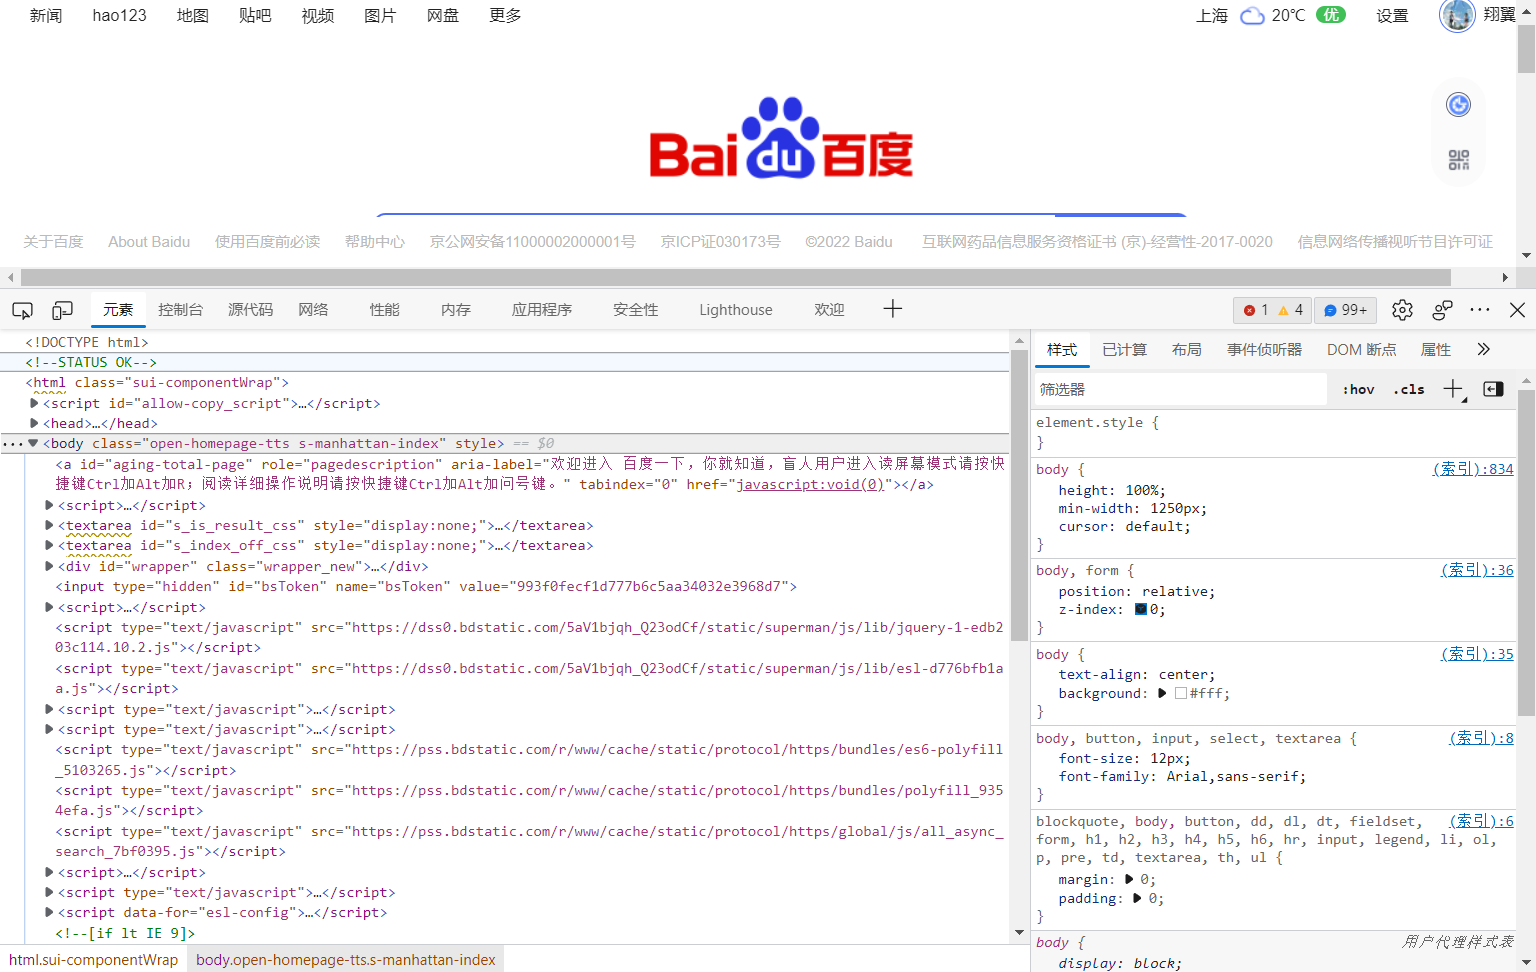 新闻 hao123 地图 贴吧 视频 图片 网盘 更多 上海 20℃ 优 设置 翔翼
Bai du 百度
关于百度 About Baidu 使用百度前必读 帮助中心 京公网安备11000002000001号 京ICP证030173号 ©2022 Baidu 互联网药品信息服务资格证书 (京)-经营性-2017-0020 信息网络传播视听节目许可证
元素 控制台 源代码 网络 性能 内存 应用程序 安全性 Lighthouse 欢迎 1 4 99+
<!DOCTYPE html>
<!--STATUS OK-->
<html class="sui-componentWrap">
<script id="allow-copy_script">…</script>
<head>…</head>
<body class="open-homepage-tts s-manhattan-index" style> == $0
<a id="aging-total-page" role="pagedescription" aria-label="欢迎进入 百度一下，你就知道，盲人用户进入读屏幕模式请按快
捷键Ctrl加Alt加R；阅读详细操作说明请按快捷键Ctrl加Alt加问号键。" tabindex="0" href="javascript:void(0)"></a>
<script>…</script>
<textarea id="s_is_result_css" style="display:none;">…</textarea>
<textarea id="s_index_off_css" style="display:none;">…</textarea>
<div id="wrapper" class="wrapper_new">…</div>
<input type="hidden" id="bsToken" name="bsToken" value="993f0fecf1d777b6c5aa34032e3968d7">
<script>…</script>
<script type="text/javascript" src="https://dss0.bdstatic.com/5aV1bjqh_Q23odCf/static/superman/js/lib/jquery-1-edb2
03c114.10.2.js"></script>
<script type="text/javascript" src="https://dss0.bdstatic.com/5aV1bjqh_Q23odCf/static/superman/js/lib/esl-d776bfb1a
a.js"></script>
<script type="text/javascript">…</script>
<script type="text/javascript">…</script>
<script type="text/javascript" src="https://pss.bdstatic.com/r/www/cache/static/protocol/https/bundles/es6-polyfill
_5103265.js"></script>
<script type="text/javascript" src="https://pss.bdstatic.com/r/www/cache/static/protocol/https/bundles/polyfill_935
4efa.js"></script>
<script type="text/javascript" src="https://pss.bdstatic.com/r/www/cache/static/protocol/https/global/js/all_async_
search_7bf0395.js"></script>
<script>…</script>
<script type="text/javascript">…</script>
<script data-for="esl-config">…</script>
<!--[if lt IE 9]>
html.sui-componentWrap body.open-homepage-tts.s-manhattan-index
样式 已计算 布局 事件侦听器 DOM 断点 属性
筛选器 :hov .cls
element.style {
}
body { (索引):834
height: 100%;
min-width: 1250px;
cursor: default;
}
body, form { (索引):36
position: relative;
z-index: 0;
}
body { (索引):35
text-align: center;
background: #fff;
}
body, button, input, select, textarea { (索引):8
font-size: 12px;
font-family: Arial,sans-serif;
}
blockquote, body, button, dd, dl, dt, fieldset, (索引):6
form, h1, h2, h3, h4, h5, h6, hr, input, legend, li, ol,
p, pre, td, textarea, th, ul {
margin: 0;
padding: 0;
}
body { 用户代理样式表
display: block;